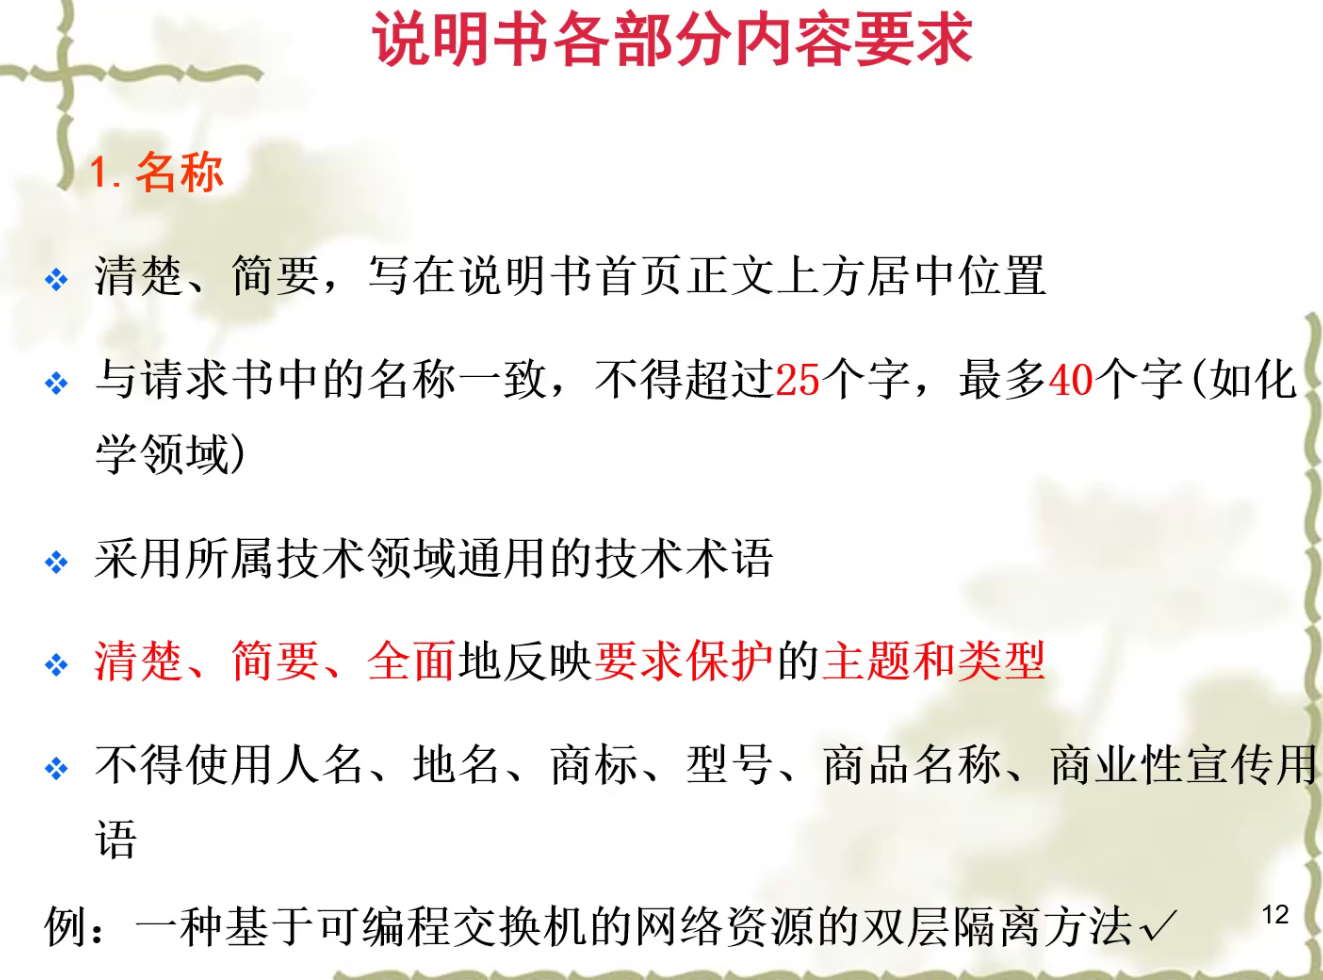 说明书各部分内容要求
1.名称
清楚、简要，写在说明书首页正文上方居中位置
与请求书中的名称一致，不得超过25个字，最多40个字(如化
学领域)
采用所属技术领域通用的技术术语
清楚、简要、全面地反映要求保护的主题和类型
不得使用人名、地名、商标、型号、商品名称、商业性宣传用
语
例：一种基于可编程交换机的网络资源的双层隔离方法√
12